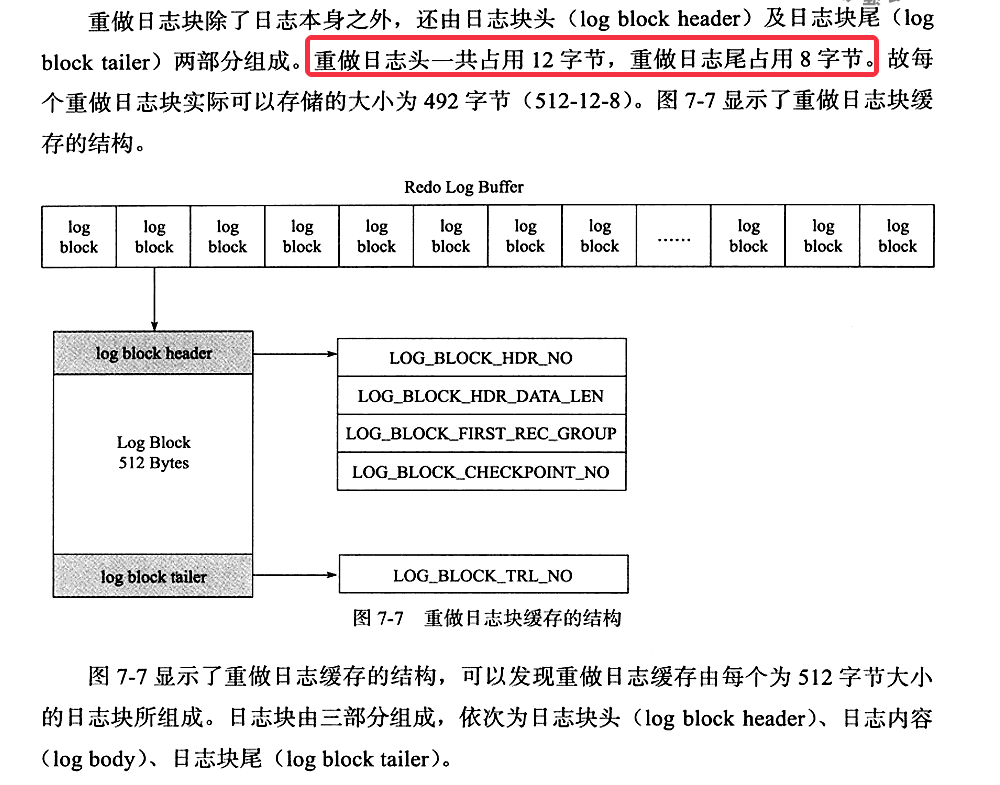 重做日志块除了日志本身之外，还由日志块头（log block header）及日志块尾（log
block tailer）两部分组成。重做日志头一共占用 12 字节，重做日志尾占用 8 字节。故每
个重做日志块实际可以存储的大小为 492 字节（512-12-8）。图 7-7 显示了重做日志块缓
存的结构。
Redo Log Buffer
log block log block log block log block log block log block log block log block …… log block log block log block
log block header
LOG_BLOCK_HDR_NO
LOG_BLOCK_HDR_DATA_LEN
LOG_BLOCK_FIRST_REC_GROUP
LOG_BLOCK_CHECKPOINT_NO
Log Block
512 Bytes
log block tailer
LOG_BLOCK_TRL_NO
图 7-7 重做日志块缓存的结构
图 7-7 显示了重做日志缓存的结构，可以发现重做日志缓存由每个为 512 字节大小
的日志块所组成。日志块由三部分组成，依次为日志块头（log block header）、日志内容
（log body）、日志块尾（log block tailer）。